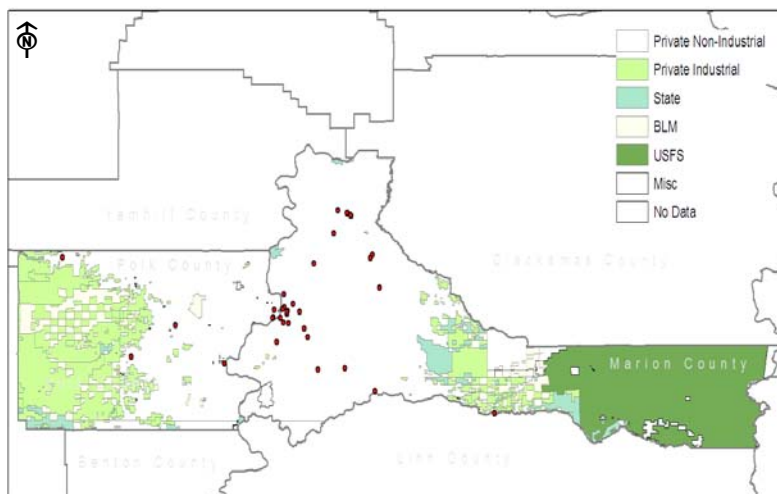 N
Private Non-Industrial
Private Industrial
State
BLM
USFS
Misc
No Data
Yamhill County
Polk County
Clackamas County
Marion County
Benton County
Linn County